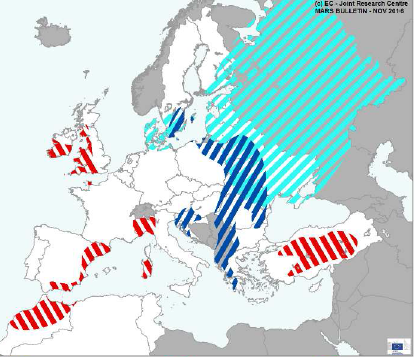 (c) EC - Joint Research Centre
MARS BULLETIN - NOV 2016